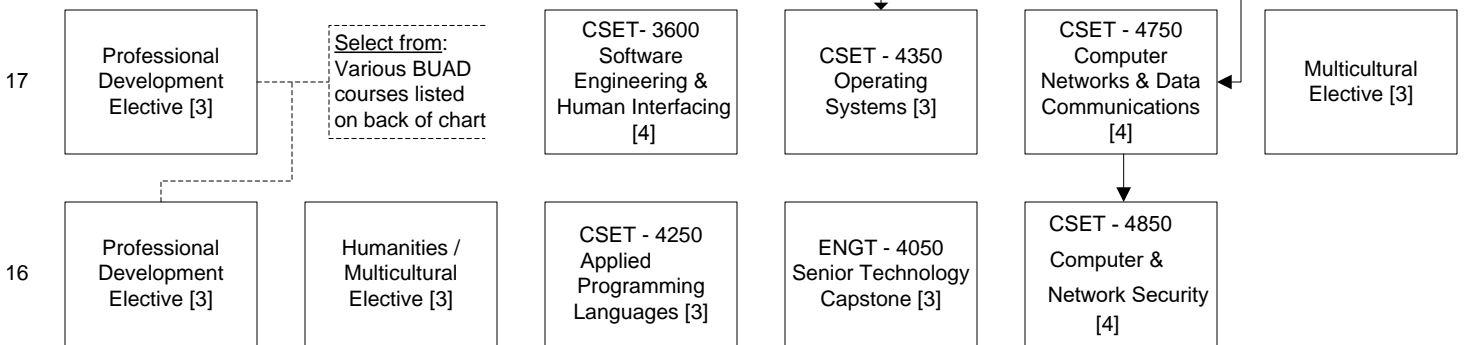 17
Professional
Development
Elective [3]
Select from:
Various BUAD
courses listed
on back of chart
CSET- 3600
Software
Engineering &
Human Interfacing
[4]
CSET - 4350
Operating
Systems [3]
CSET - 4750
Computer
Networks & Data
Communications
[4]
Multicultural
Elective [3]
16
Professional
Development
Elective [3]
Humanities /
Multicultural
Elective [3]
CSET - 4250
Applied
Programming
Languages [3]
ENGT - 4050
Senior Technology
Capstone [3]
CSET - 4850
Computer &
Network Security
[4]